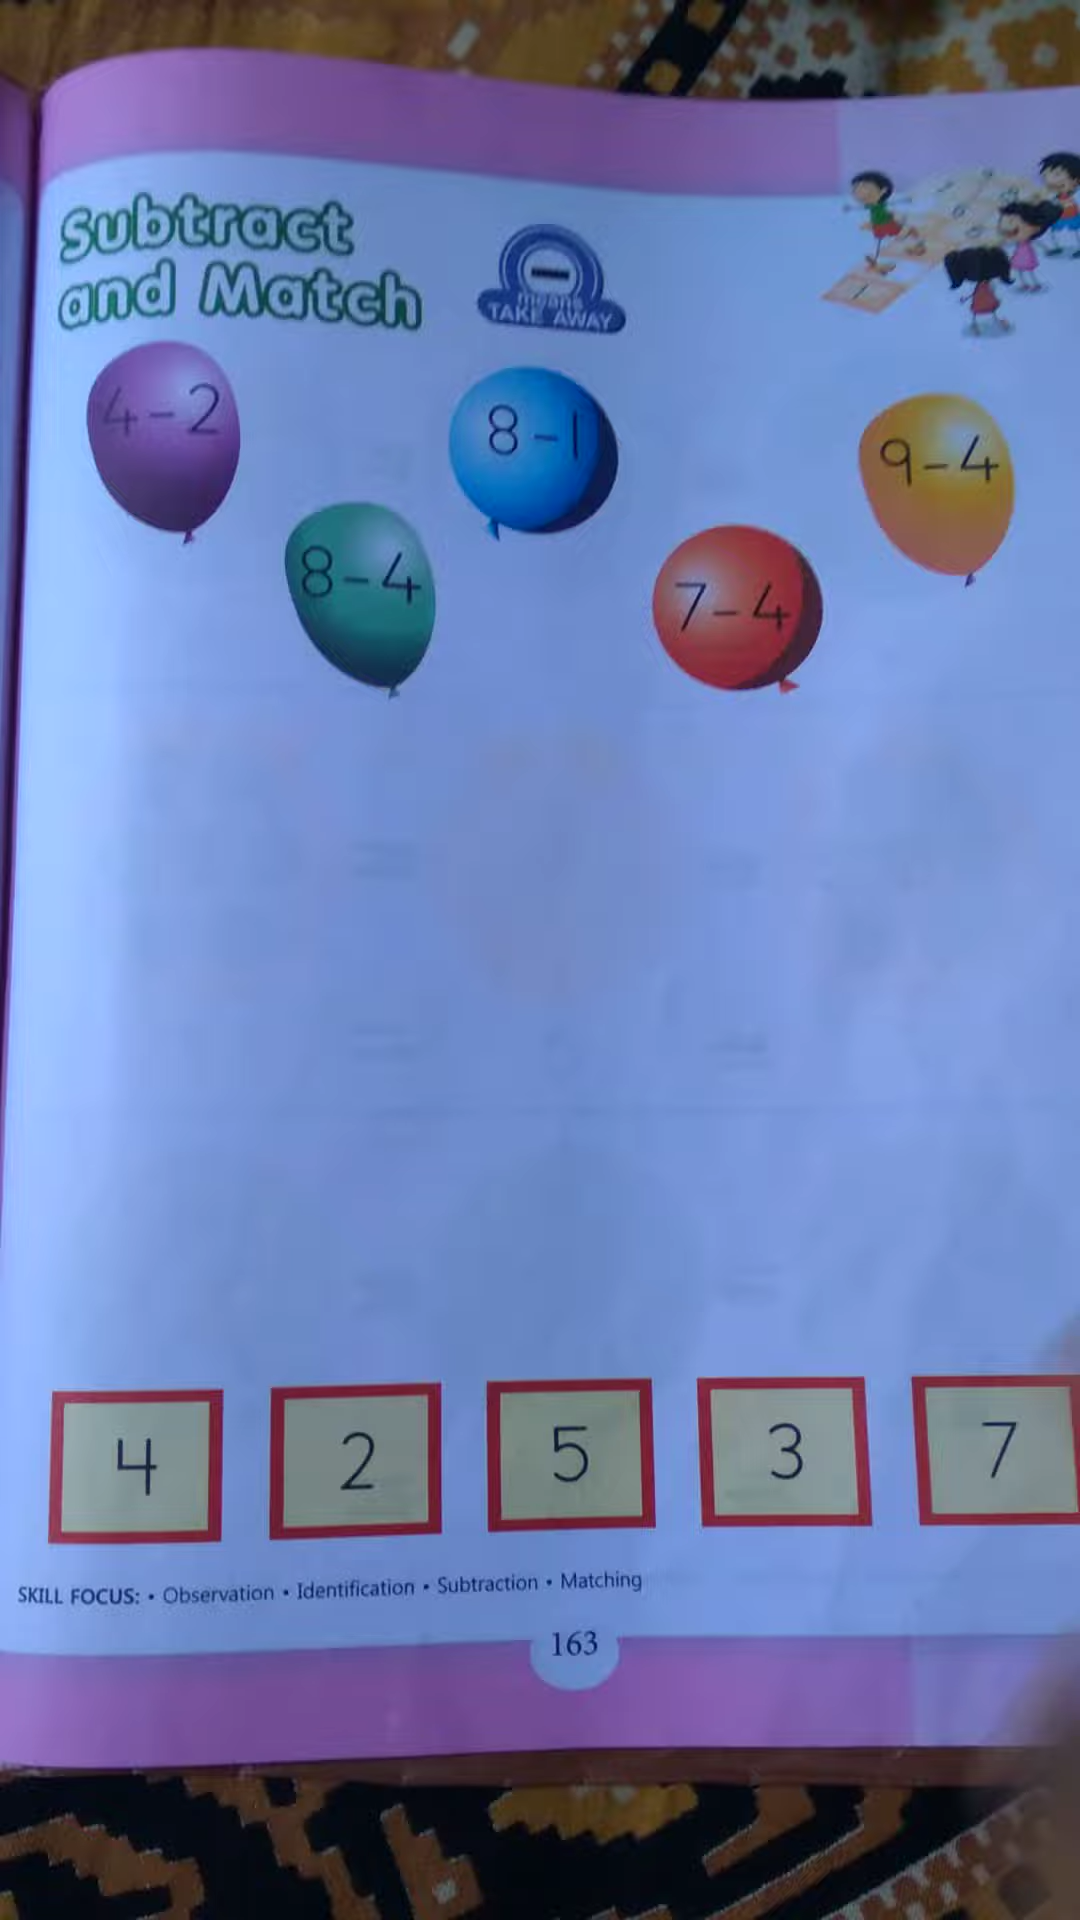 Subtract
and Match
means
TAKE AWAY
4-2
8-1
9-4
8-4
7-4
4
2
5
3
7
SKILL FOCUS: • Observation • Identification • Subtraction • Matching
163